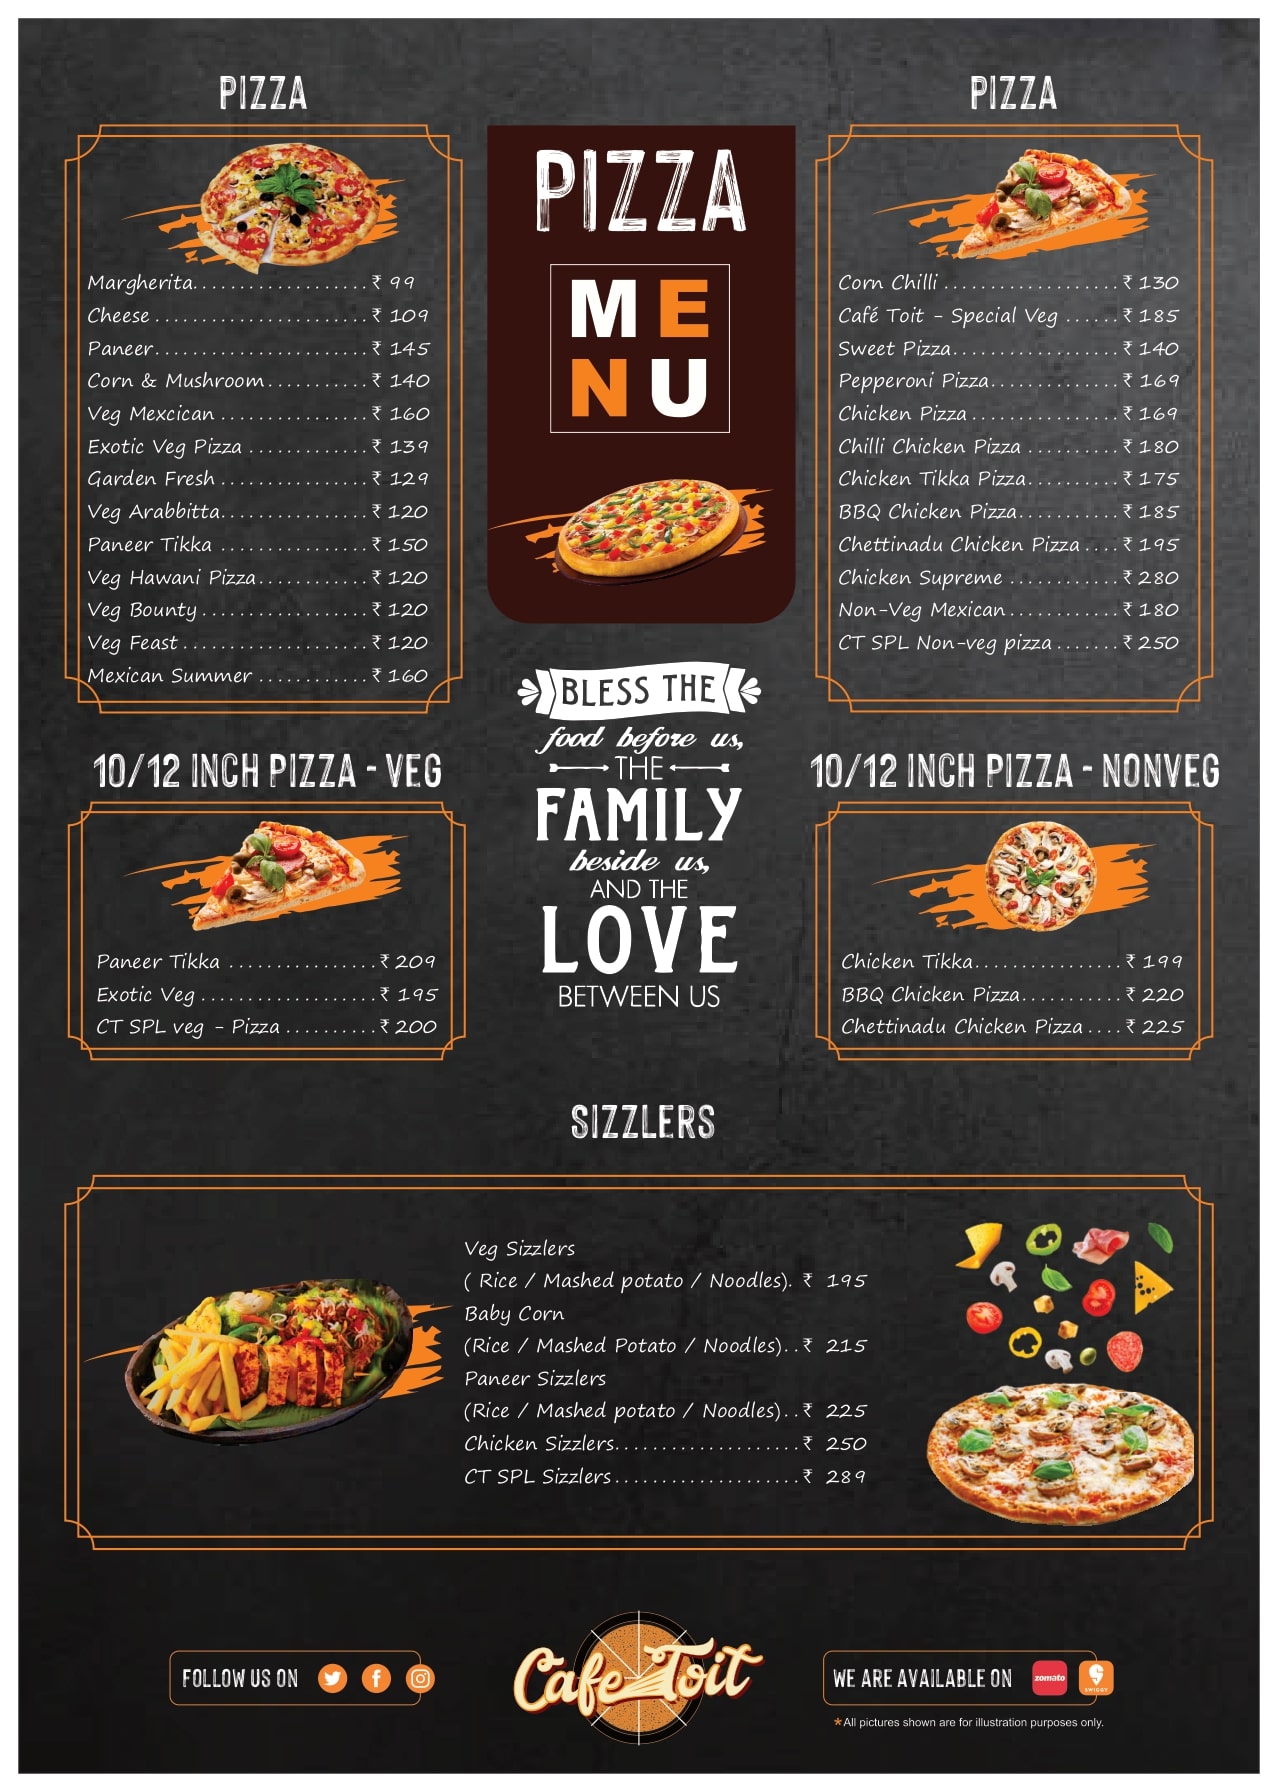 PIZZA
Margherita...................₹ 99
Cheese.......................₹ 109
Paneer.......................₹ 145
Corn & Mushroom...........₹ 140
Veg Mexcican................₹ 160
Exotic Veg Pizza.............₹ 139
Garden Fresh................₹ 129
Veg Arabbitta................₹ 120
Paneer Tikka................₹ 150
Veg Hawani Pizza............₹ 120
Veg Bounty..................₹ 120
Veg Feast....................₹ 120
Mexican Summer............₹ 160
PIZZA
MENU
BLESS THE
food before us,
THE
FAMILY
beside us,
AND THE
LOVE
BETWEEN US
PIZZA
Corn Chilli...................₹ 130
Café Toit - Special Veg......₹ 185
Sweet Pizza..................₹ 140
Pepperoni Pizza..............₹ 169
Chicken Pizza................₹ 169
Chilli Chicken Pizza..........₹ 180
Chicken Tikka Pizza..........₹ 175
BBQ Chicken Pizza...........₹ 185
Chettinadu Chicken Pizza....₹ 195
Chicken Supreme............₹ 280
Non-Veg Mexican............₹ 180
CT SPL Non-veg pizza.......₹ 250
10/12 INCH PIZZA - VEG
Paneer Tikka................₹ 209
Exotic Veg...................₹ 195
CT SPL veg - Pizza..........₹ 200
10/12 INCH PIZZA - NONVEG
Chicken Tikka................₹ 199
BBQ Chicken Pizza...........₹ 220
Chettinadu Chicken Pizza....₹ 225
SIZZLERS
Veg Sizzlers
( Rice / Mashed potato / Noodles). ₹ 195
Baby Corn
(Rice / Mashed Potato / Noodles)..₹ 215
Paneer Sizzlers
(Rice / Mashed potato / Noodles)..₹ 225
Chicken Sizzlers....................₹ 250
CT SPL Sizzlers....................₹ 289
FOLLOW US ON
Cafe Toit
WE ARE AVAILABLE ON
zomato
SWIGGY
*All pictures shown are for illustration purposes only.